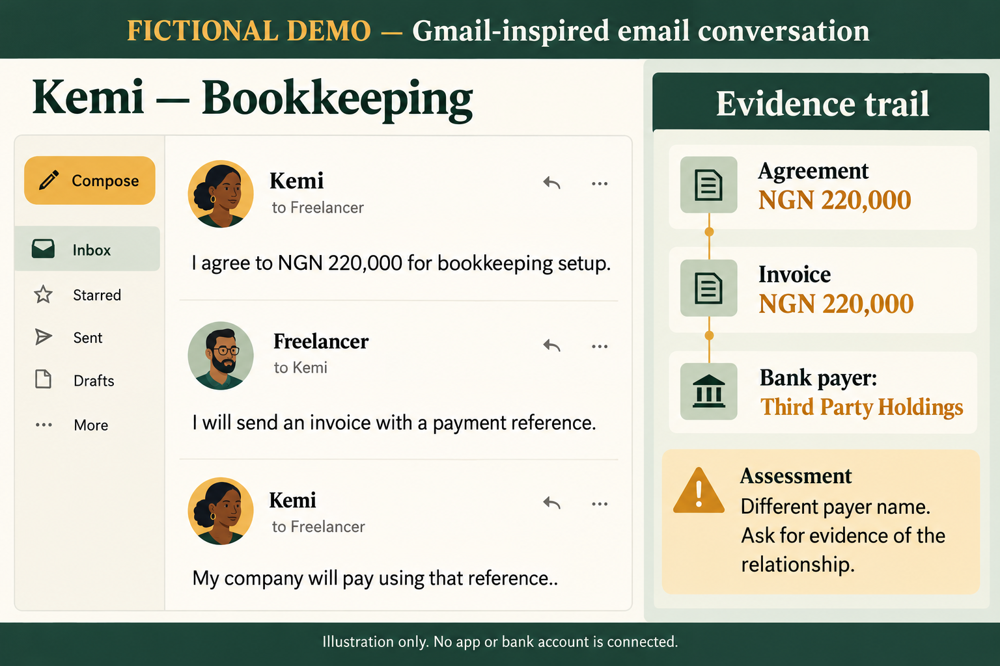 FICTIONAL DEMO — Gmail-inspired email conversation
Kemi — Bookkeeping
Compose
Inbox
Starred
Sent
Drafts
More
Kemi
to Freelancer
I agree to NGN 220,000 for bookkeeping setup.
Freelancer
to Kemi
I will send an invoice with a payment reference.
Kemi
to Freelancer
My company will pay using that reference..
Evidence trail
Agreement
NGN 220,000
Invoice
NGN 220,000
Bank payer:
Third Party Holdings
Assessment
Different payer name.
Ask for evidence of the
relationship.
Illustration only. No app or bank account is connected.